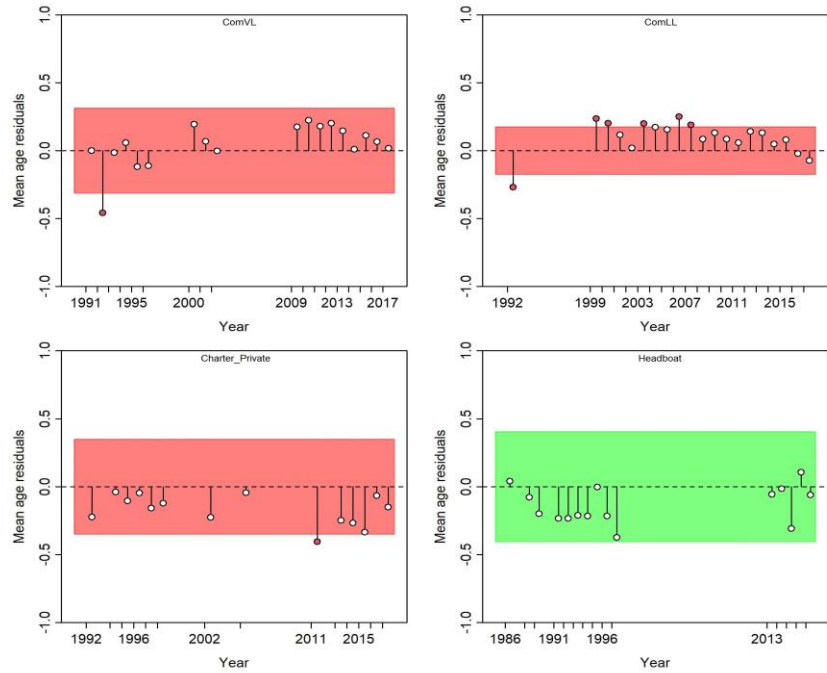 ComVL
Mean age residuals
1.0
0.5
0.0
-0.5
-1.0
1991 1995 2000 2009 2013 2017
Year
ComLL
Mean age residuals
1.0
0.5
0.0
-0.5
-1.0
1992 1999 2003 2007 2011 2015
Year
Charter_Private
Mean age residuals
1.0
0.5
0.0
-0.5
-1.0
1992 1996 2002 2011 2015
Year
Headboat
Mean age residuals
1.0
0.5
0.0
-0.5
-1.0
1986 1991 1996 2013
Year